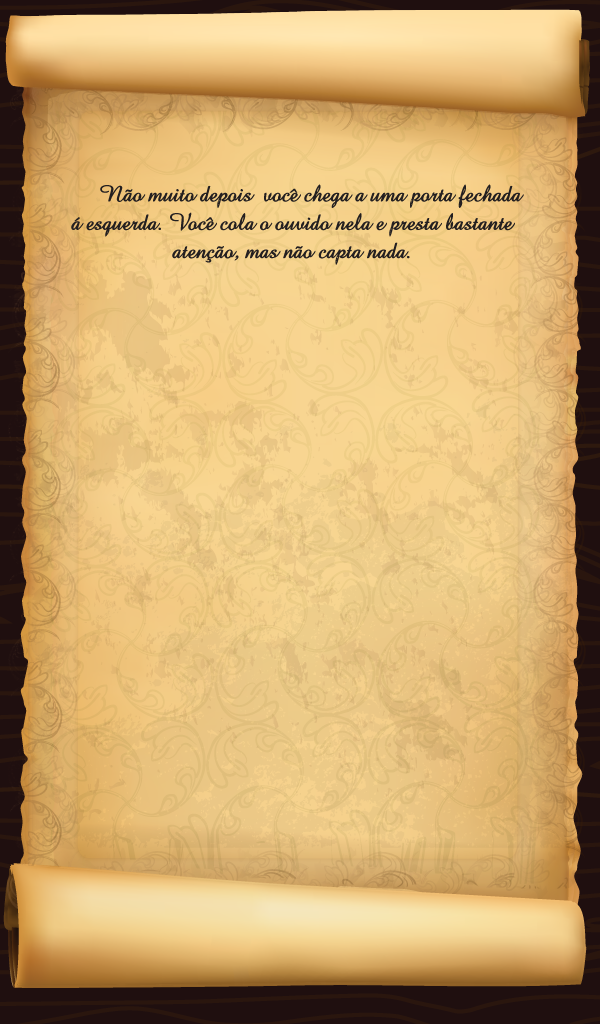 Não muito depois  você chega a uma porta fechada
á esquerda. Você cola o ouvido nela e presta bastante
atenção, mas não capta nada.